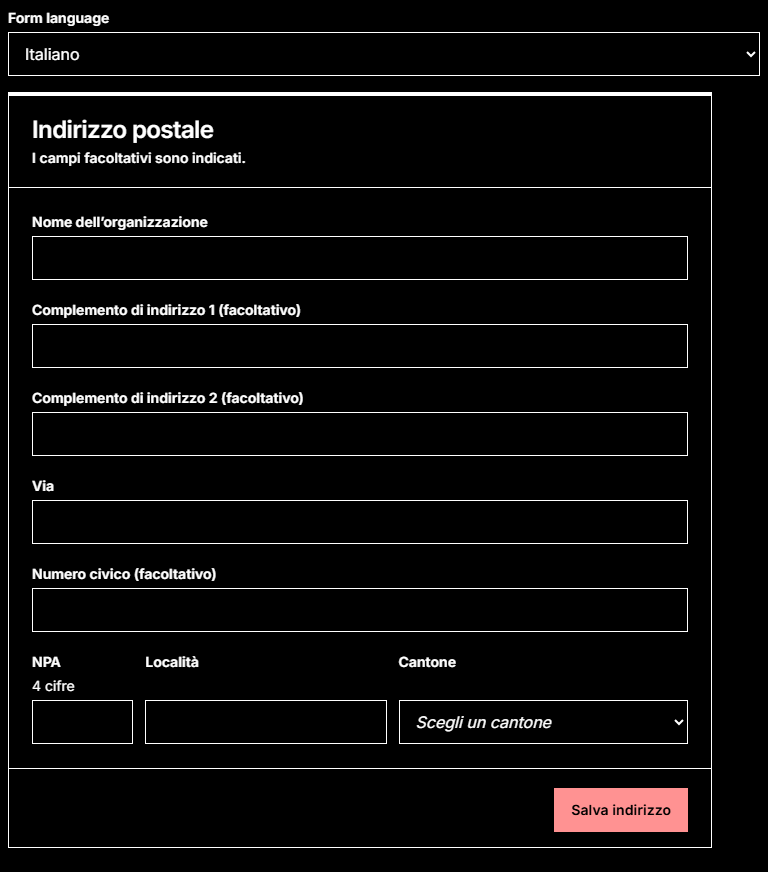 Form language
Italiano
Indirizzo postale
I campi facoltativi sono indicati.
Nome dell’organizzazione
Complemento di indirizzo 1 (facoltativo)
Complemento di indirizzo 2 (facoltativo)
Via
Numero civico (facoltativo)
NPA
4 cifre
Località
Cantone
Scegli un cantone
Salva indirizzo